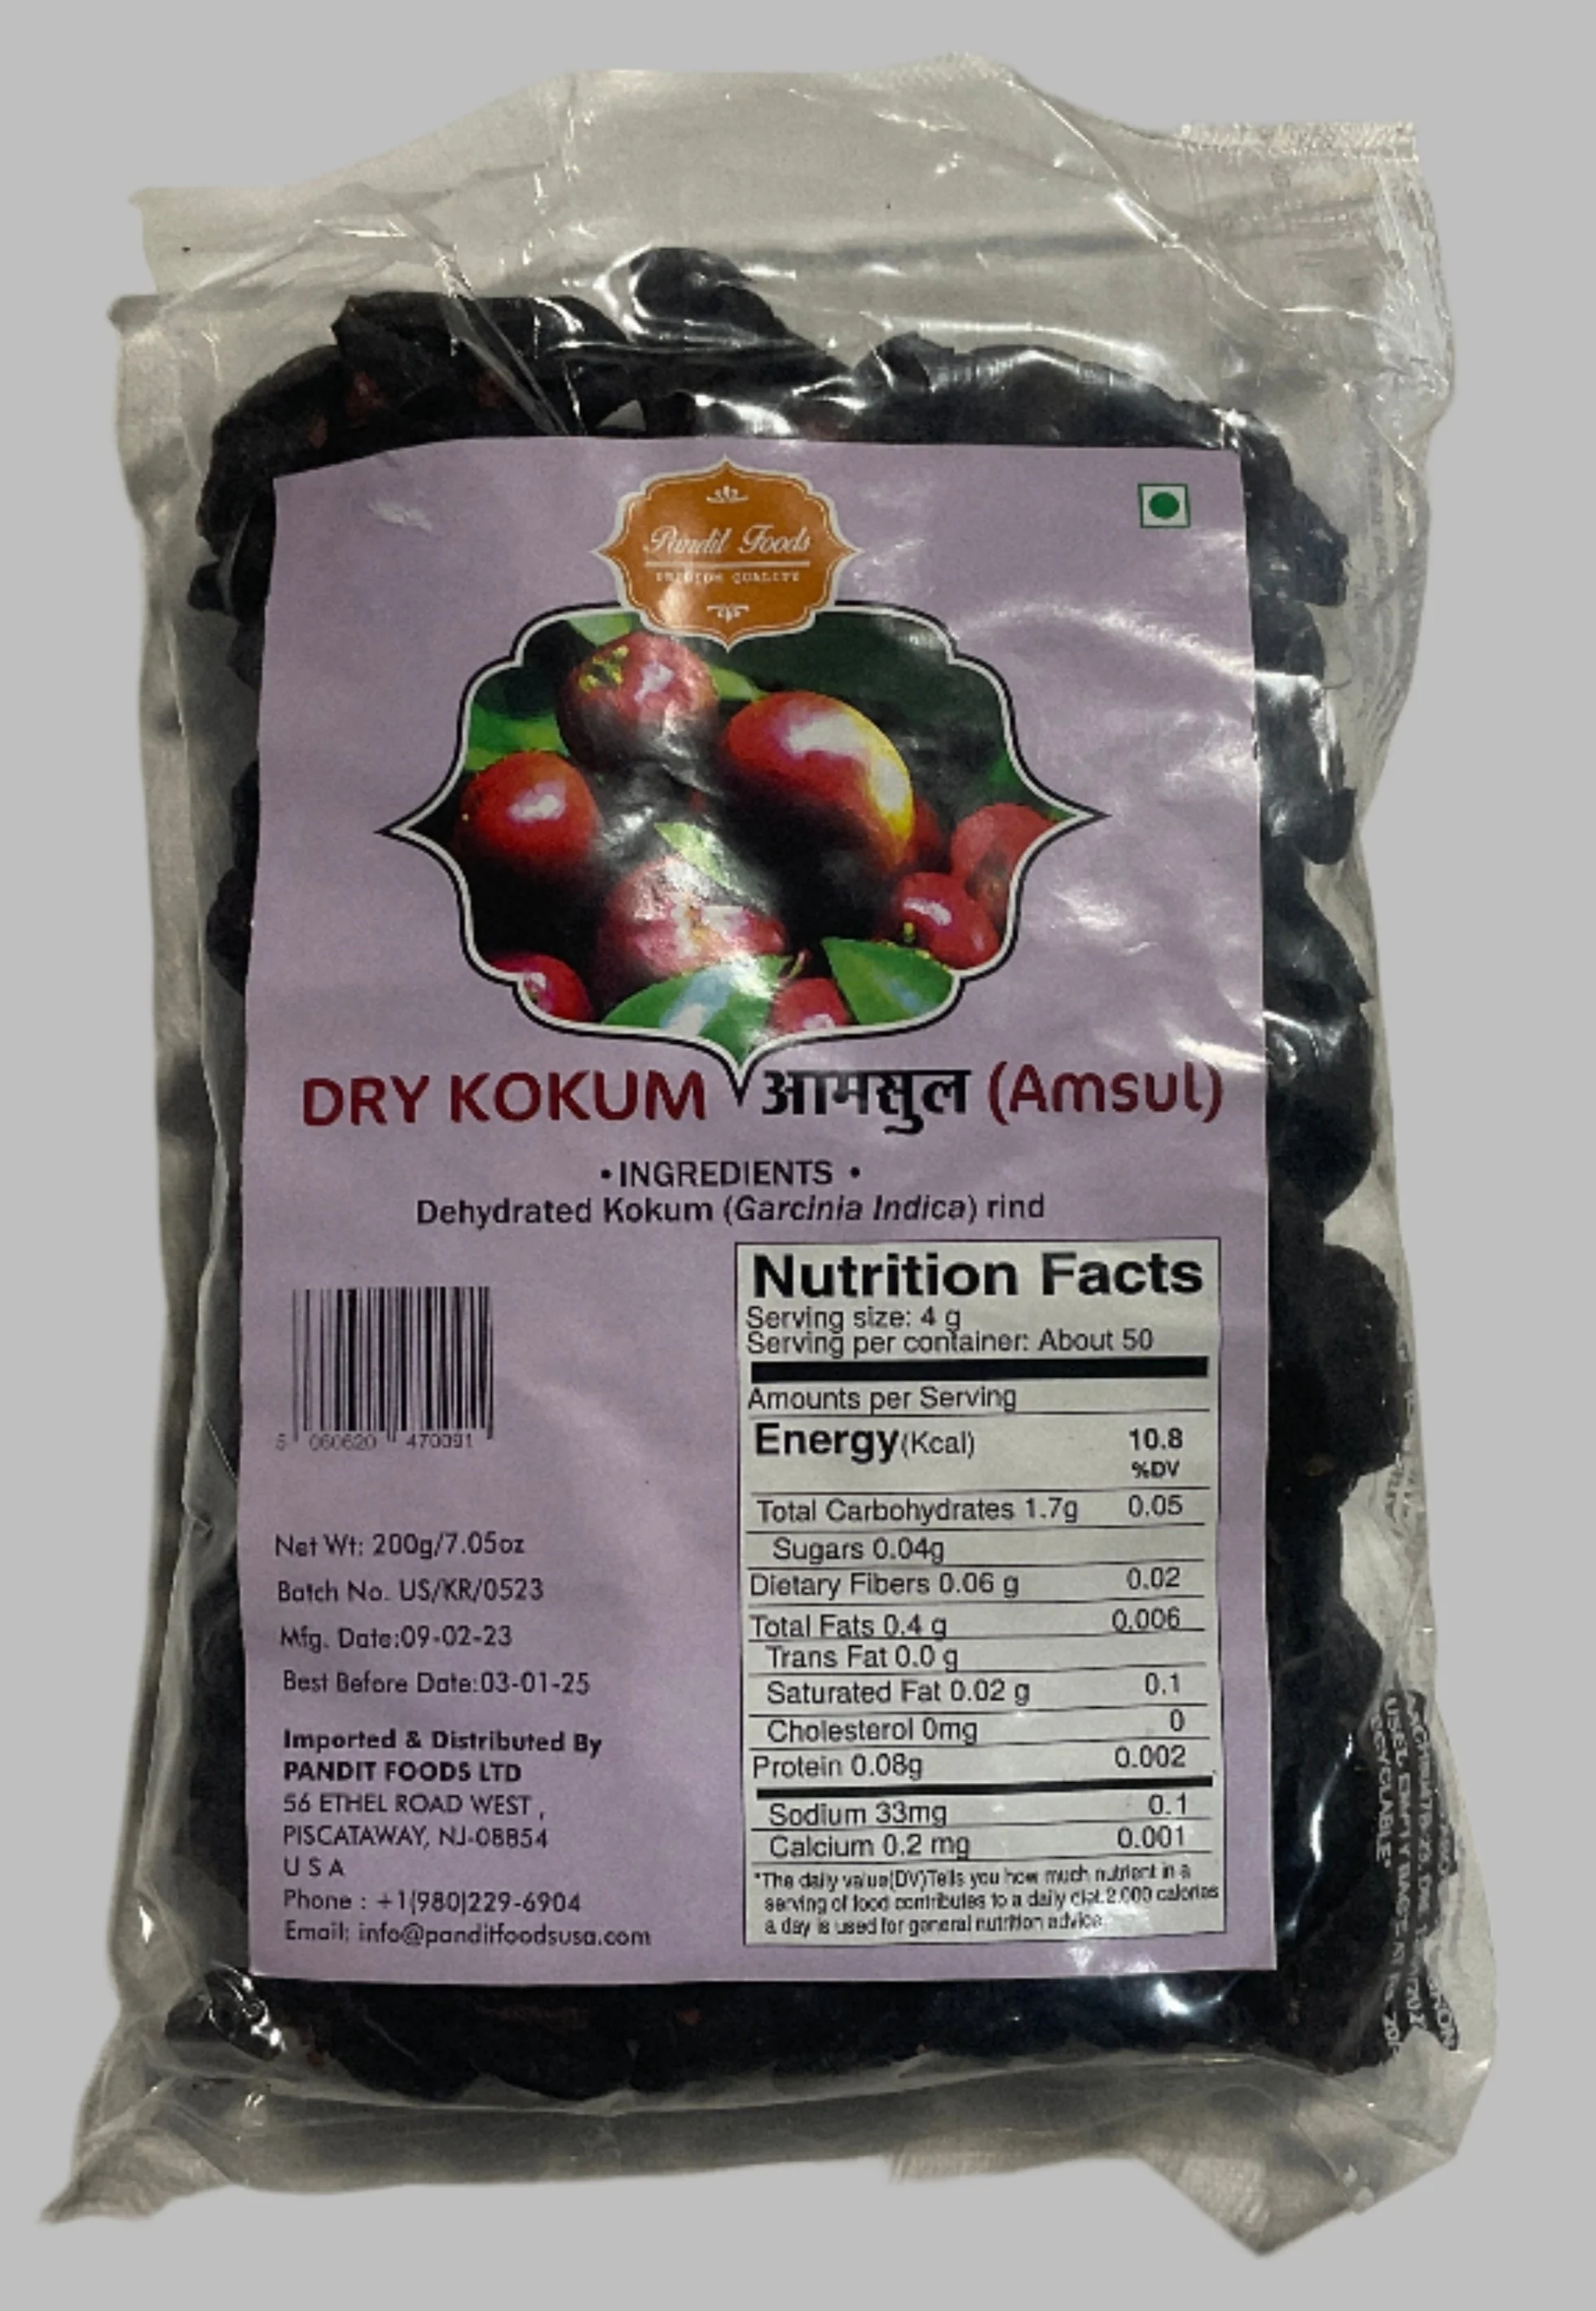 Pandit Foods
PREMIUM QUALITY
DRY KOKUM आमसुल (Amsul)
• INGREDIENTS •
Dehydrated Kokum (Garcinia Indica) rind
5 060620 470091
Net Wt: 200g/7.05oz
Batch No. US/KR/0523
Mfg. Date:09-02-23
Best Before Date:03-01-25
Imported & Distributed By
PANDIT FOODS LTD
56 ETHEL ROAD WEST ,
PISCATAWAY, NJ-08854
U S A
Phone : +1(980)229-6904
Email: info@panditfoodsusa.com
Nutrition Facts
Serving size: 4 g
Serving per container: About 50
Amounts per Serving
Energy(Kcal) 10.8
%DV
Total Carbohydrates 1.7g 0.05
Sugars 0.04g
Dietary Fibers 0.06 g 0.02
Total Fats 0.4 g 0.006
Trans Fat 0.0 g
Saturated Fat 0.02 g 0.1
Cholesterol 0mg 0
Protein 0.08g 0.002
Sodium 33mg 0.1
Calcium 0.2 mg 0.001
*The daily value(DV)Tells you how much nutrient in a
serving of food contributes to a daily diet.2.000 calories
a day is used for general nutrition advice
RECYCLABLE